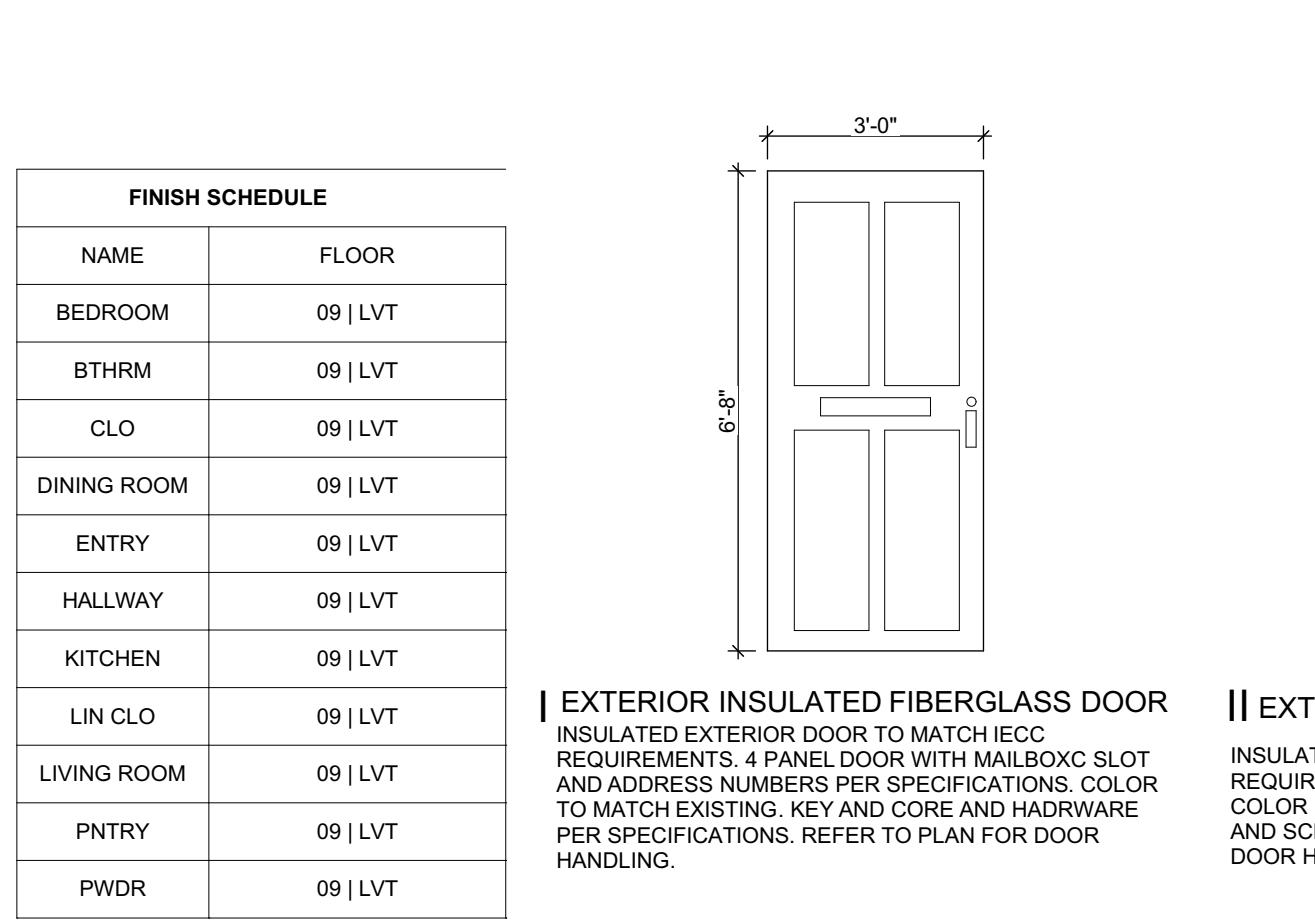 FINISH SCHEDULE
NAME FLOOR
BEDROOM 09 | LVT
BTHRM 09 | LVT
CLO 09 | LVT
DINING ROOM 09 | LVT
ENTRY 09 | LVT
HALLWAY 09 | LVT
KITCHEN 09 | LVT
LIN CLO 09 | LVT
LIVING ROOM 09 | LVT
PNTRY 09 | LVT
PWDR 09 | LVT
3'-0"
6'-8"
| EXTERIOR INSULATED FIBERGLASS DOOR
INSULATED EXTERIOR DOOR TO MATCH IECC
REQUIREMENTS. 4 PANEL DOOR WITH MAILBOXC SLOT
AND ADDRESS NUMBERS PER SPECIFICATIONS. COLOR
TO MATCH EXISTING. KEY AND CORE AND HADRWARE
PER SPECIFICATIONS. REFER TO PLAN FOR DOOR
HANDLING.
|| EXT
INSULAT
REQUIR
COLOR
AND SC
DOOR H